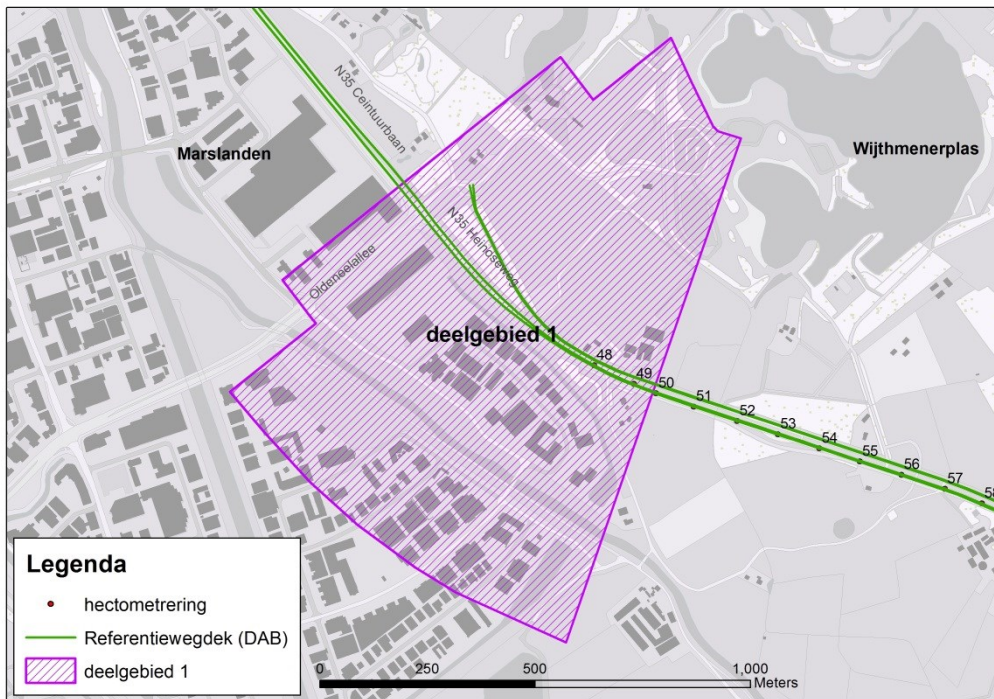 N35 Ceintuurbaan
Marslanden
Wijthmenerplas
N35 Heinoseweg
Oldeneelallee
deelgebied 1
48
49
50
51
52
53
54
55
56
57
58
Legenda
hectometrering
Referentiewegdek (DAB)
deelgebied 1
0 250 500 1,000
Meters